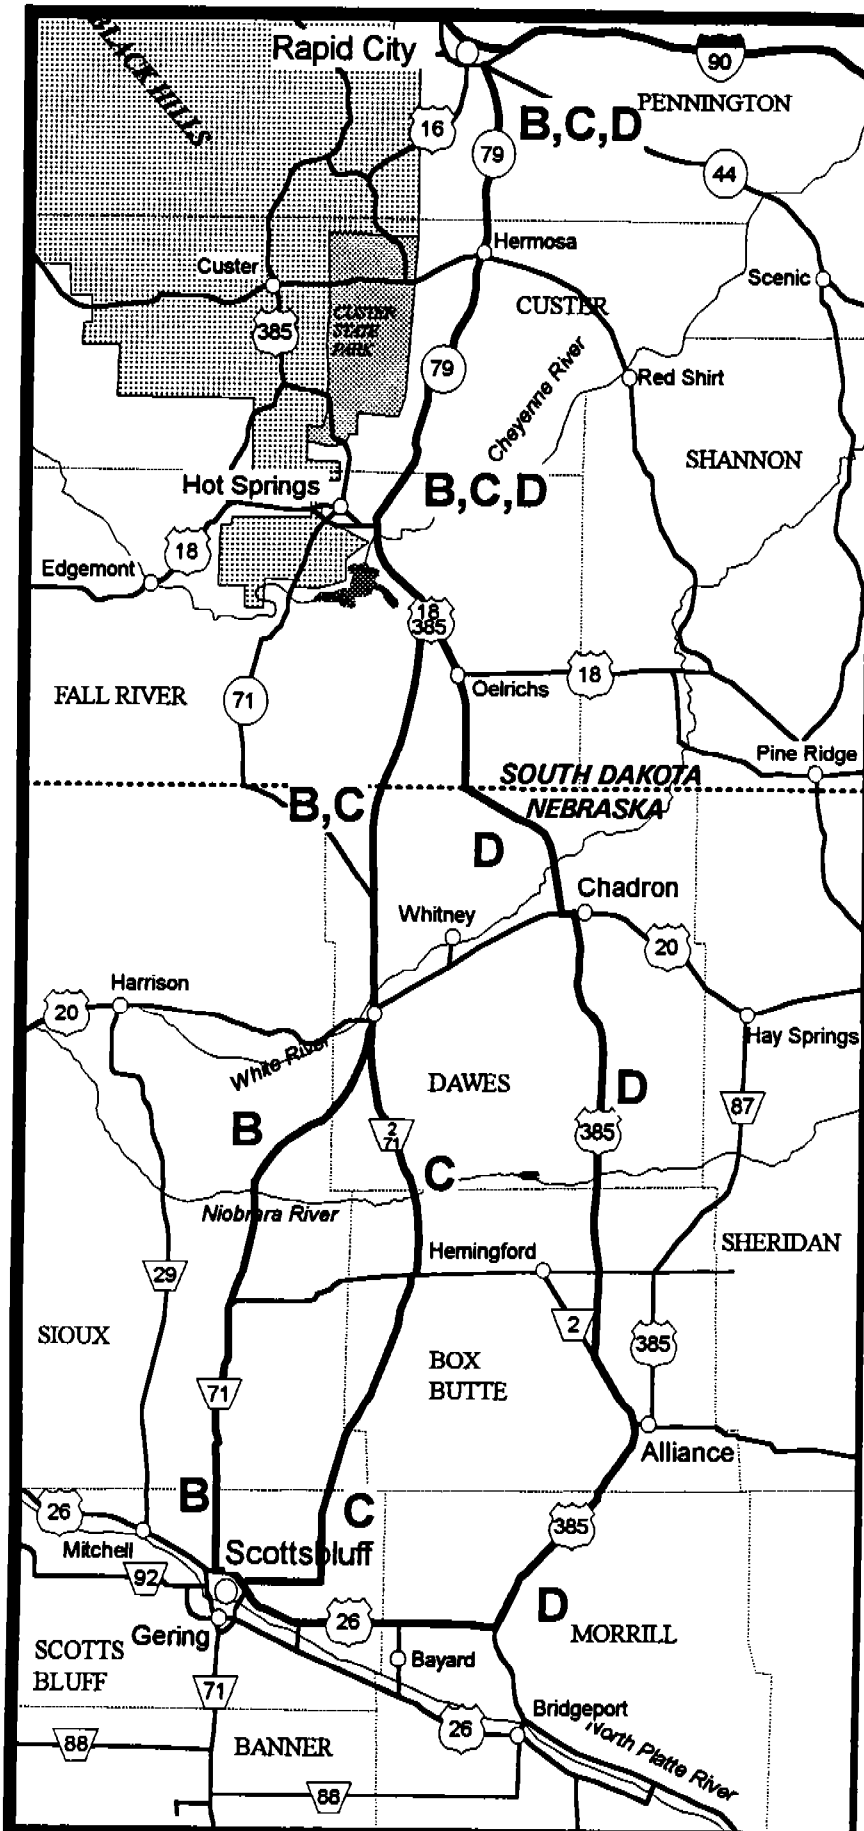 BLACK HILLS
Rapid City
90
PENNINGTON
16
B,C,D
79
44
Hermosa
Custer
Scenic
CUSTER
CUSTER
STATE
PARK
385
79
Cheyenne River
Red Shirt
SHANNON
Hot Springs
B,C,D
18
Edgemont
18
385
FALL RIVER
71
Oelrichs
18
Pine Ridge
SOUTH DAKOTA
NEBRASKA
B,C
D
Chadron
Whitney
20
Harrison
20
Hay Springs
White River
DAWES
D
87
B
2
71
385
C
Niobrara River
SHERIDAN
Hemingford
29
2
385
SIOUX
BOX
BUTTE
71
Alliance
B
C
26
385
Mitchell
Scottsbluff
92
D
Gering
26
MORRILL
SCOTTS
BLUFF
Bayard
71
Bridgeport
26
North Platte River
88
BANNER
88